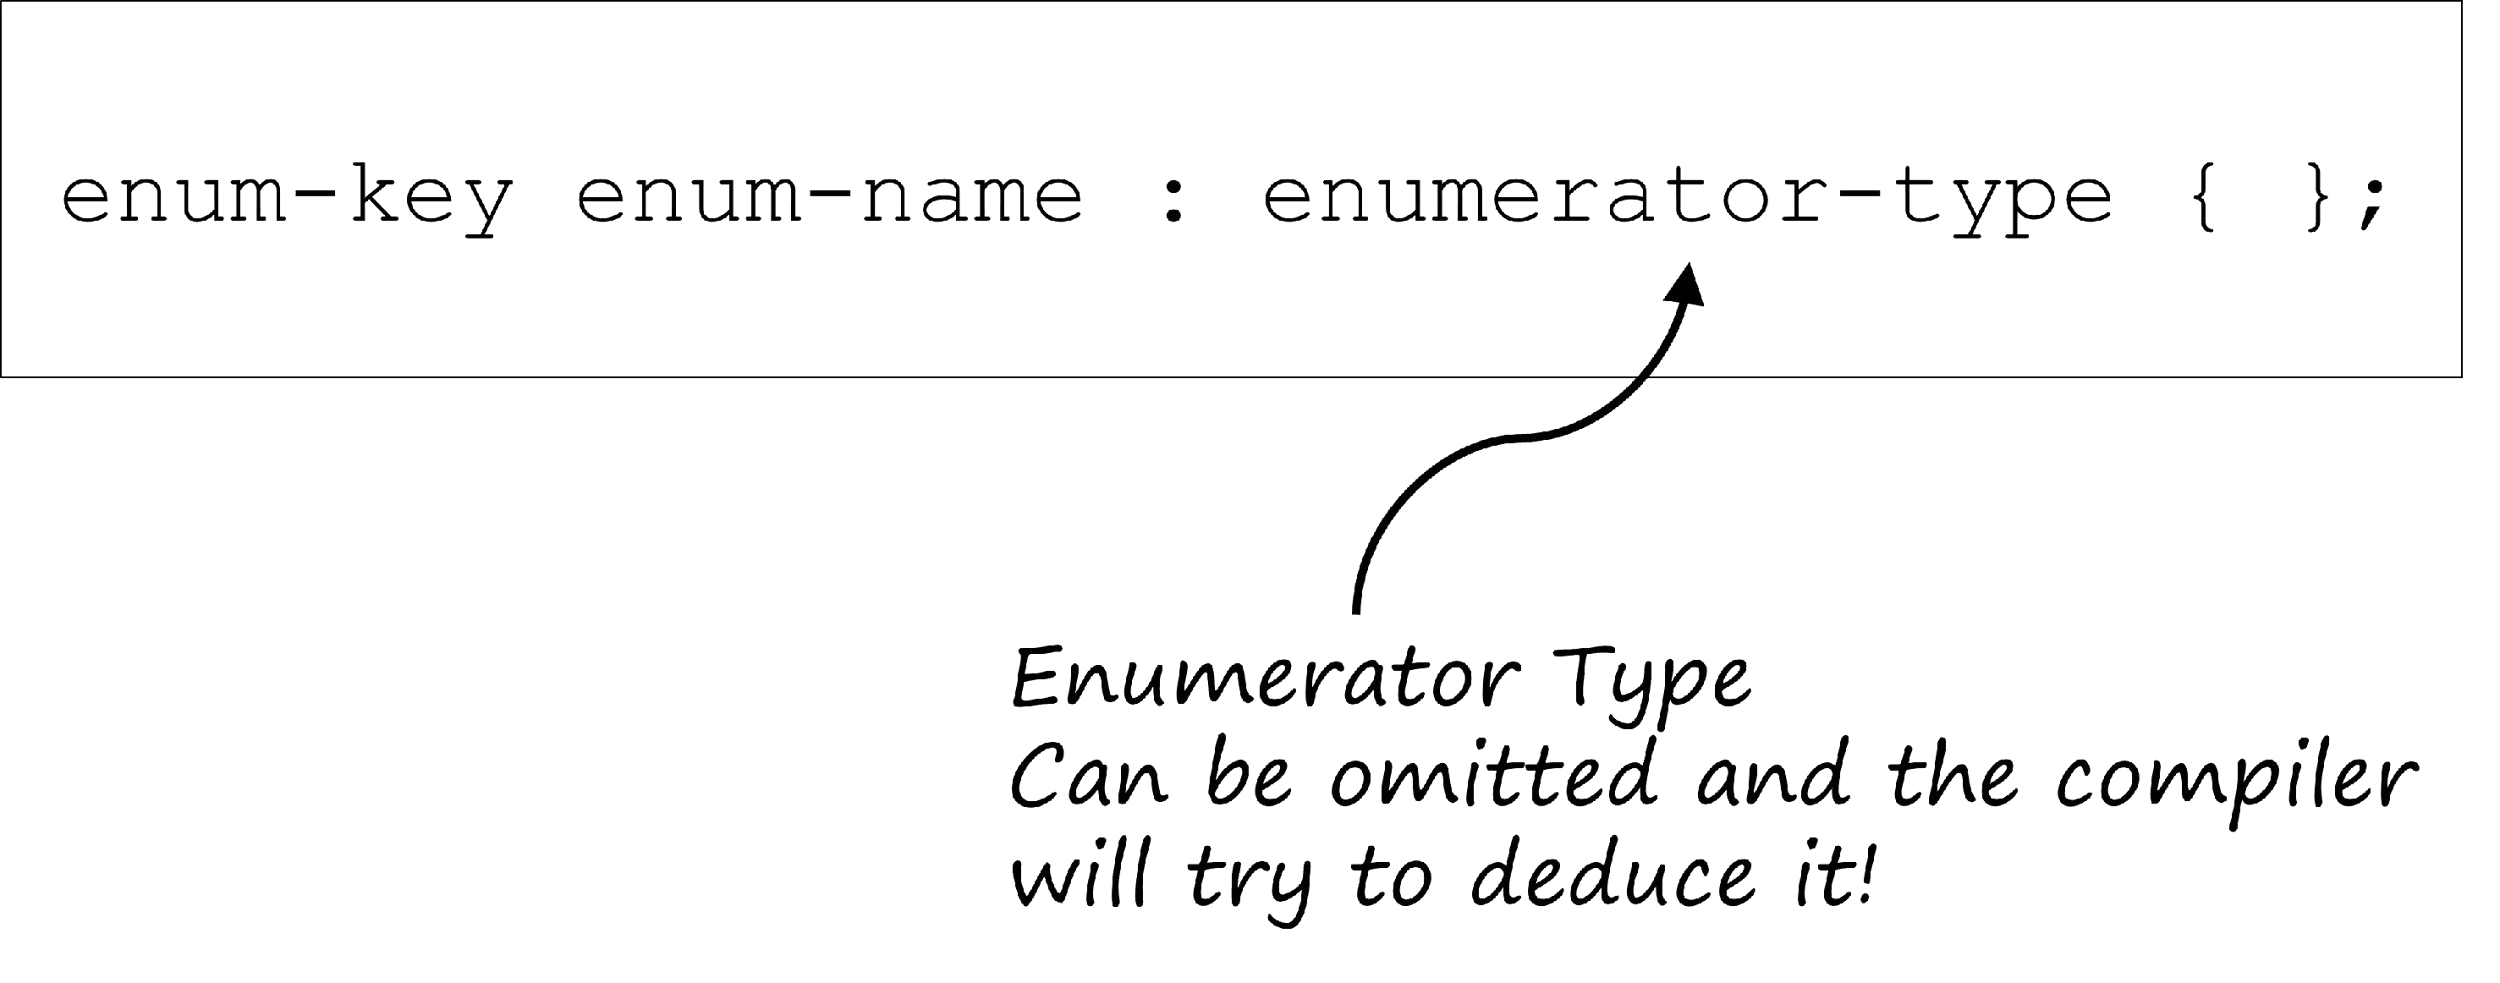 enum-key enum-name : enumerator-type { };
Enumerator Type
Can be omitted and the compiler
will try to deduce it!